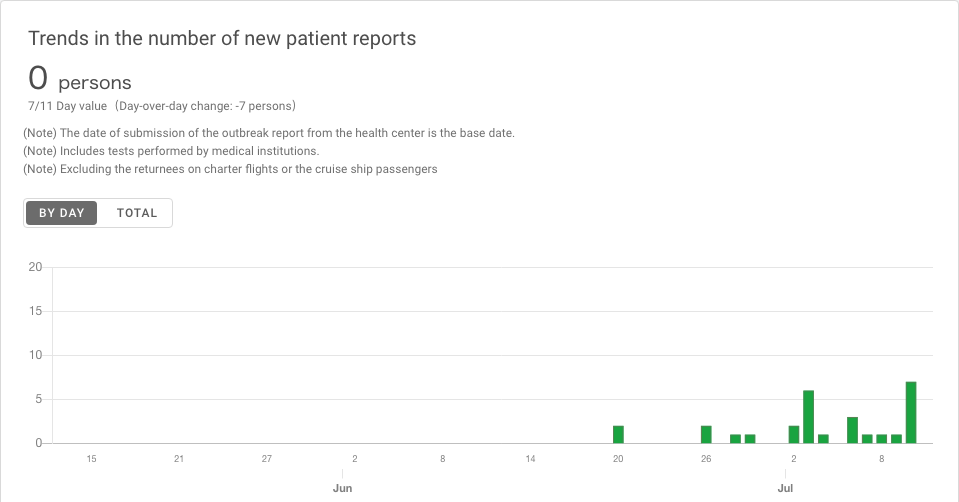 Trends in the number of new patient reports
0 persons
7/11 Day value（Day-over-day change: -7 persons）
(Note) The date of submission of the outbreak report from the health center is the base date.
(Note) Includes tests performed by medical institutions.
(Note) Excluding the returnees on charter flights or the cruise ship passengers
BY DAY TOTAL
20
15
10
5
0
15 21 27 2 8 14 20 26 2 8
Jun Jul